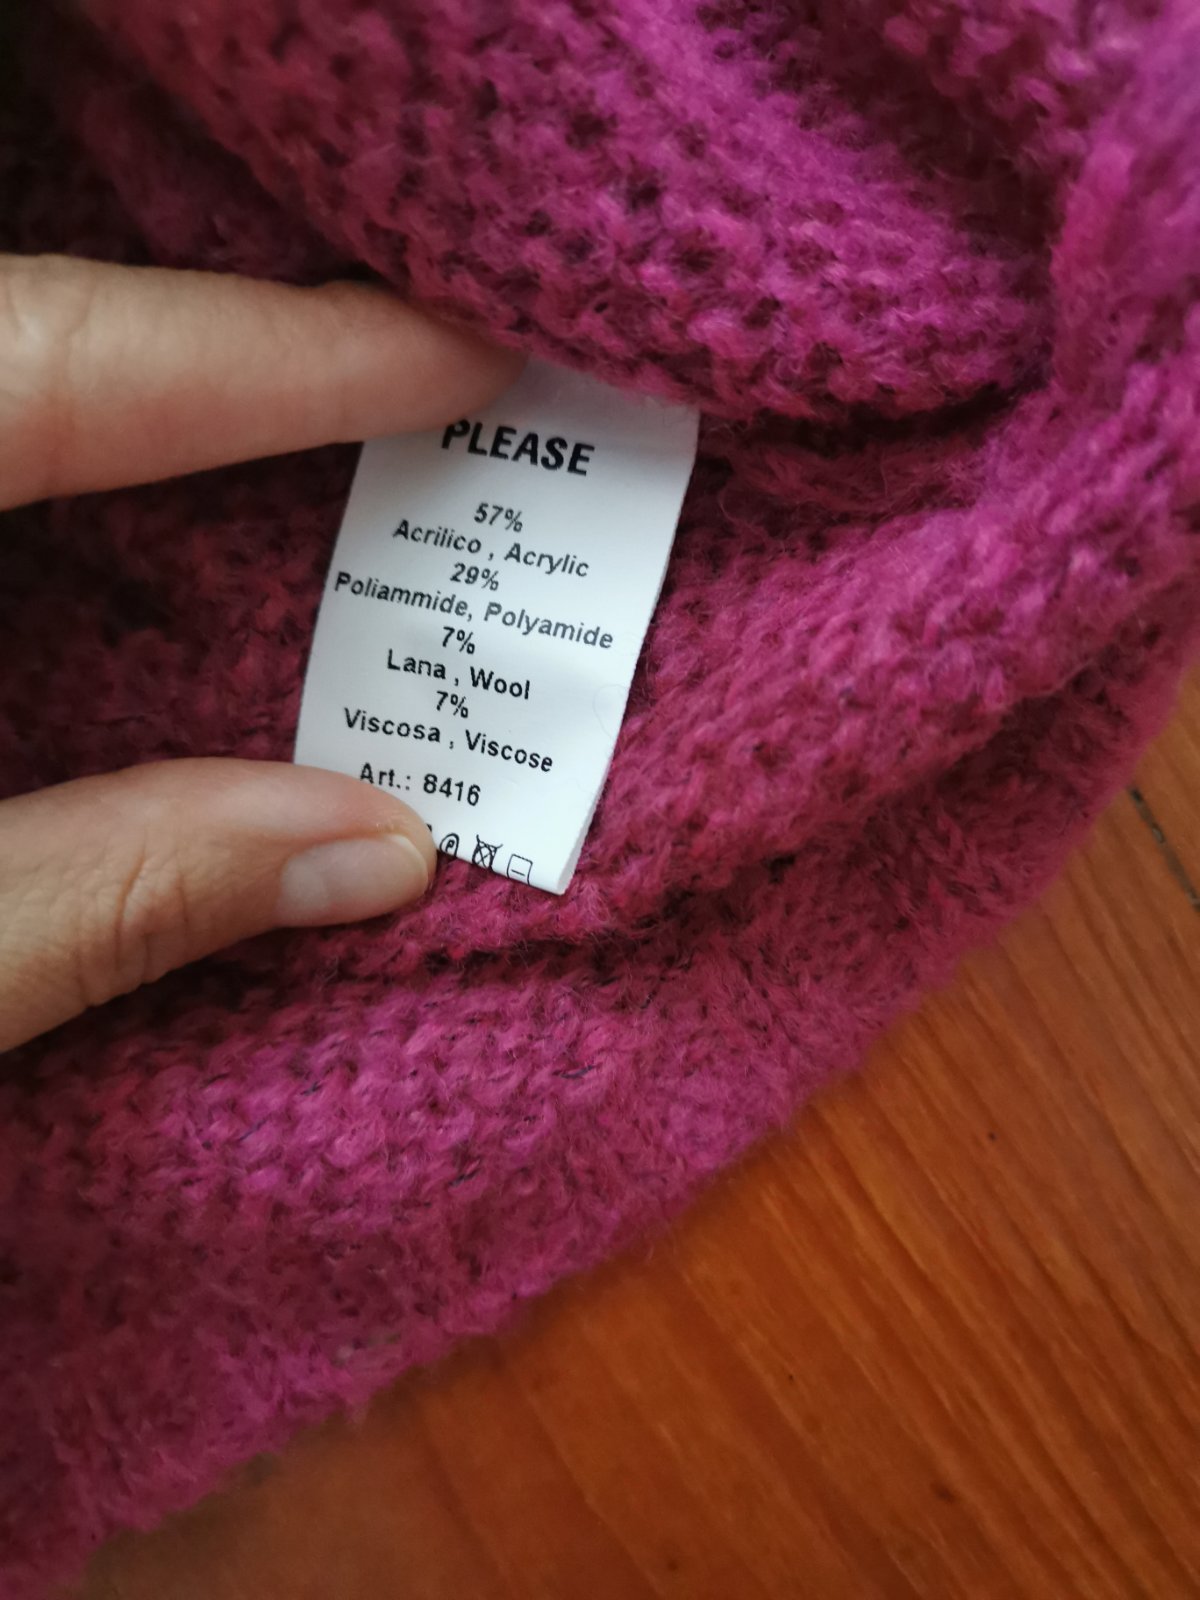 PLEASE
57%
Acrilico , Acrylic
29%
Poliammide, Polyamide
7%
Lana , Wool
7%
Viscosa , Viscose
Art.: 8416
P